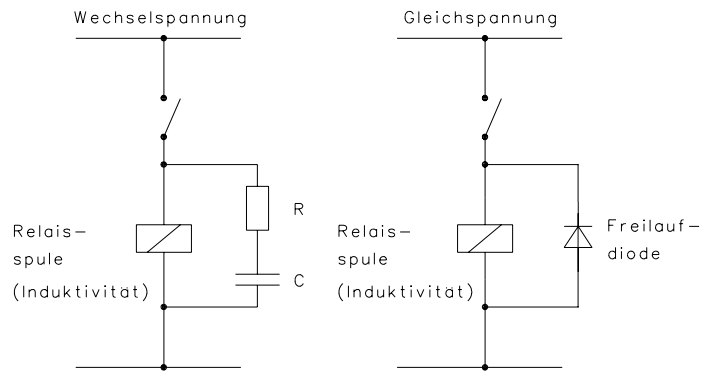 Wechselspannung
Relais–
spule
(Induktivität)
R
C
Gleichspannung
Relais–
spule
(Induktivität)
Freilauf–
diode